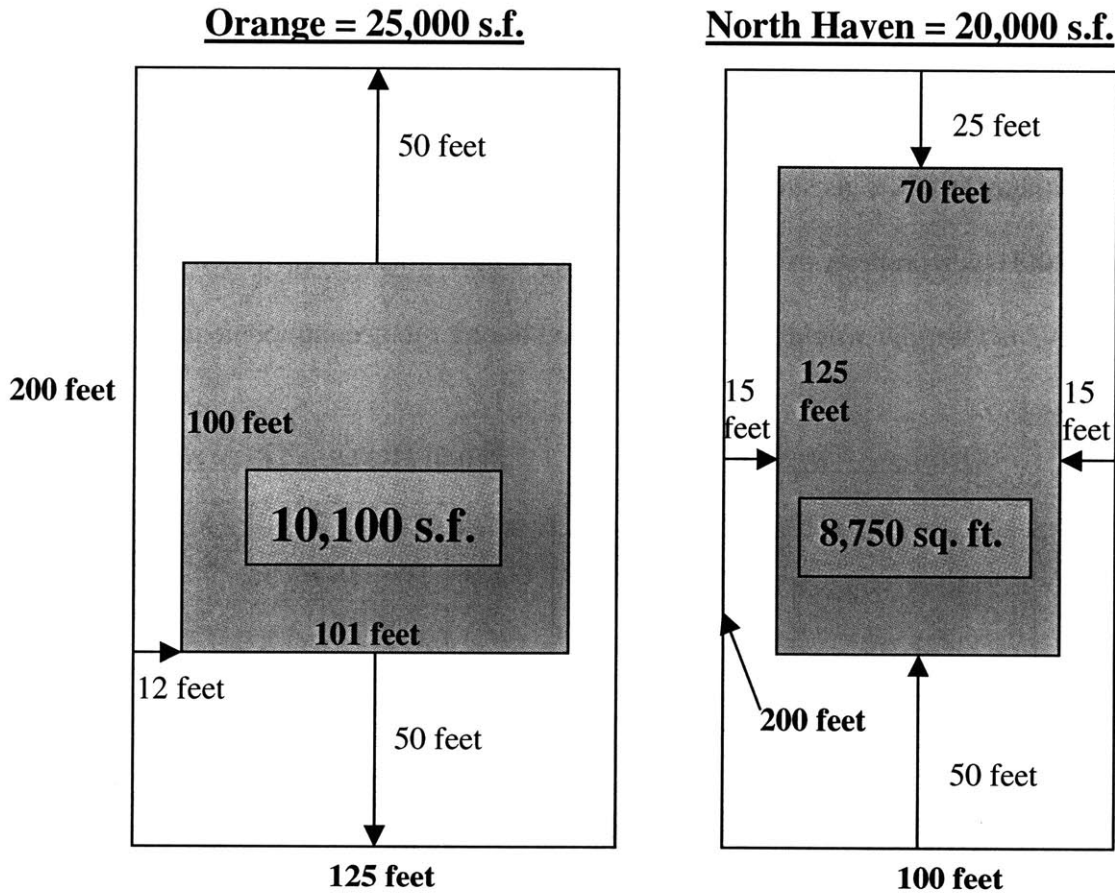 Orange = 25,000 s.f.
50 feet
200 feet
100 feet
10,100 s.f.
101 feet
12 feet
50 feet
125 feet
North Haven = 20,000 s.f.
25 feet
70 feet
125
feet
15
feet
15
feet
8,750 sq. ft.
200 feet
50 feet
100 feet